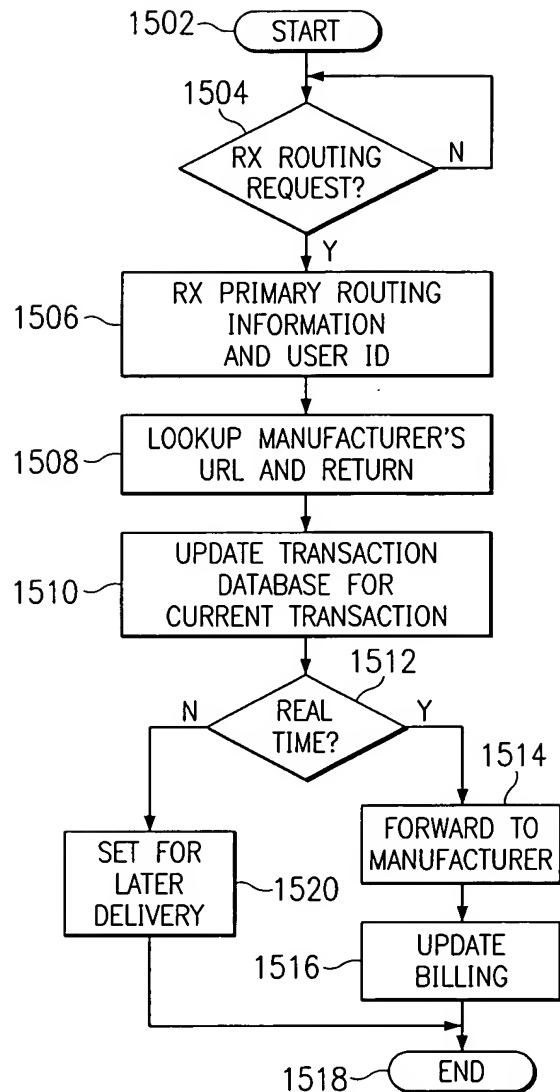 1502
START
1504
RX ROUTING
REQUEST?
N
Y
1506
RX PRIMARY ROUTING
INFORMATION
AND USER ID
1508
LOOKUP MANUFACTURER'S
URL AND RETURN
1510
UPDATE TRANSACTION
DATABASE FOR
CURRENT TRANSACTION
1512
N
REAL
TIME?
Y
1514
FORWARD TO
MANUFACTURER
SET FOR
LATER
DELIVERY
1520
1516
UPDATE
BILLING
1518
END